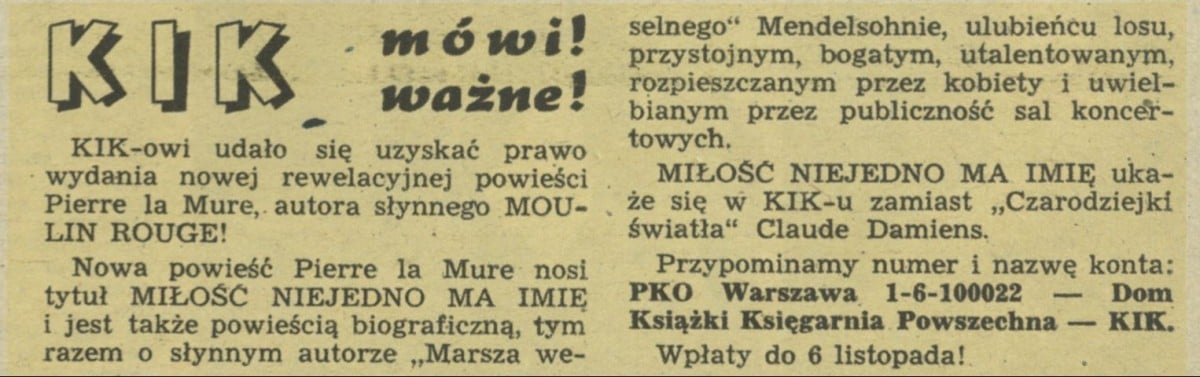 KIK mówi!
ważne!
KIK-owi udało się uzyskać prawo
wydania nowej rewelacyjnej powieści
Pierre la Mure, autora słynnego MOU-
LIN ROUGE!
Nowa powieść Pierre la Mure nosi
tytuł MIŁOŚĆ NIEJEDNO MA IMIĘ
i jest także powieścią biograficzną, tym
razem o słynnym autorze „Marsza we-
selnego“ Mendelsohnie, ulubieńcu losu,
przystojnym, bogatym, utalentowanym,
rozpieszczanym przez kobiety i uwiel-
bianym przez publiczność sal koncer-
towych.
MIŁOŚĆ NIEJEDNO MA IMIĘ uka-
że się w KIK-u zamiast „Czarodziejki
światła“ Claude Damiens.
Przypominamy numer i nazwę konta:
PKO Warszawa 1-6-100022 — Dom
Książki Księgarnia Powszechna — KIK.
Wpłaty do 6 listopada!